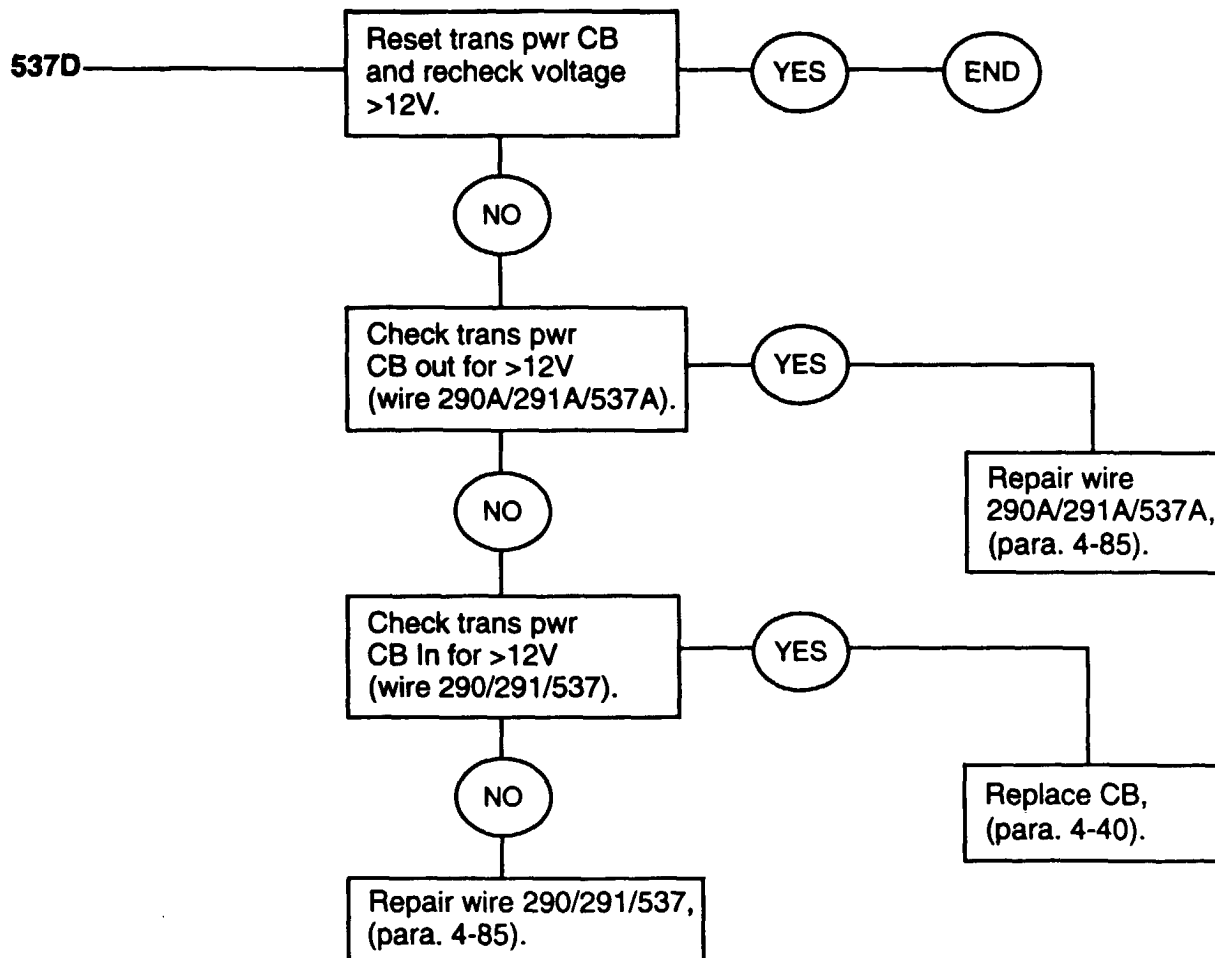 537D
Reset trans pwr CB
and recheck voltage
>12V.
YES
END
NO
Check trans pwr
CB out for >12V
(wire 290A/291A/537A).
YES
Repair wire
290A/291A/537A,
(para. 4-85).
NO
Check trans pwr
CB In for >12V
(wire 290/291/537).
YES
Replace CB,
(para. 4-40).
NO
Repair wire 290/291/537,
(para. 4-85).